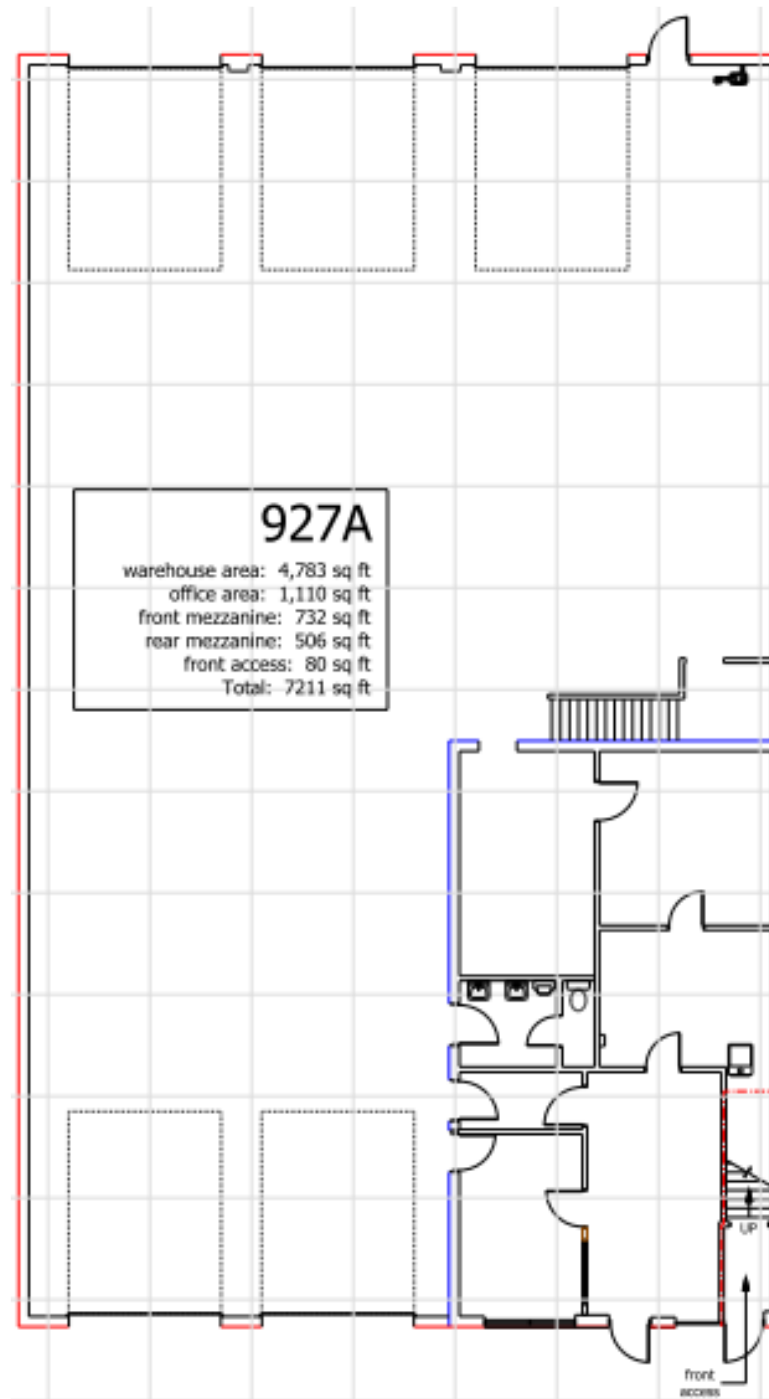 927A
warehouse area: 4,783 sq ft
office area: 1,110 sq ft
front mezzanine: 732 sq ft
rear mezzanine: 506 sq ft
front access: 80 sq ft
Total: 7211 sq ft
UP
front
access